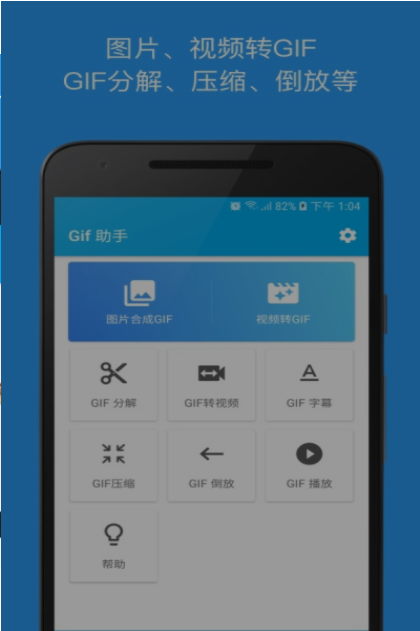 图片、视频转GIF
GIF分解、压缩、倒放等
82% 下午 1:04
Gif 助手
图片合成GIF
视频转GIF
GIF 分解
GIF转视频
GIF 字幕
GIF压缩
GIF 倒放
GIF 播放
帮助